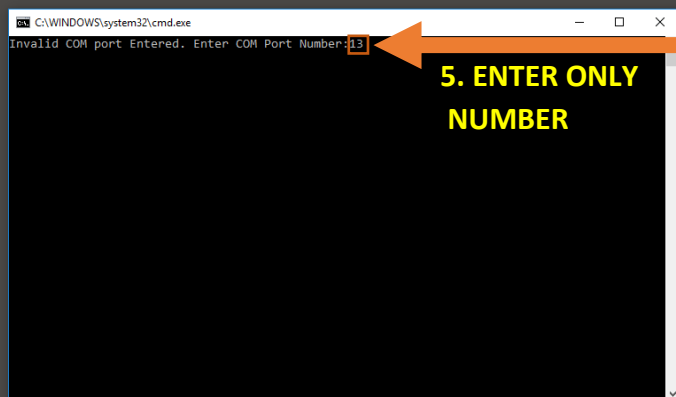 C:\WINDOWS\system32\cmd.exe
Invalid COM port Entered. Enter COM Port Number:13
5. ENTER ONLY
NUMBER